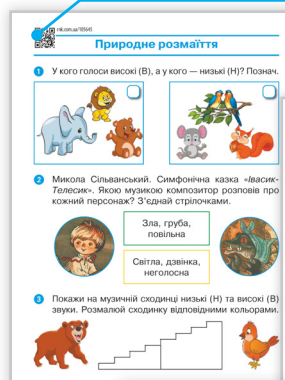 rnk.com.ua/105645
Природне розмаїття
1 У кого голоси високі (В), а у кого — низькі (Н)? Познач.
2 Микола Сільванський. Симфонічна казка «Івасик-
Телесик». Якою музикою композитор розповів про
кожний персонаж? З'єднай стрілочками.
Зла, груба,
повільна
Світла, дзвінка,
неголосна
3 Покажи на музичній сходинці низькі (Н) та високі (В)
звуки. Розмалюй сходинку відповідними кольорами.